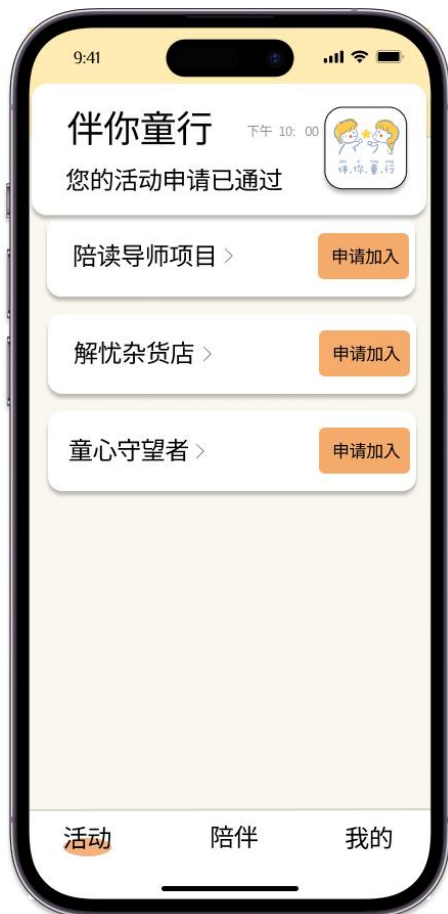 9:41
伴你童行 下午 10: 00
伴.你.童.行
您的活动申请已通过
陪读导师项目 >
申请加入
解忧杂货店 >
申请加入
童心守望者 >
申请加入
活动 陪伴 我的